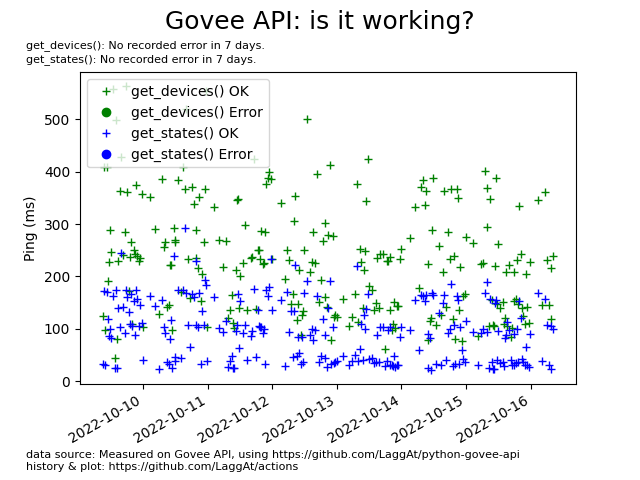 Govee API: is it working?
get_devices(): No recorded error in 7 days.
get_states(): No recorded error in 7 days.
get_devices() OK
get_devices() Error
get_states() OK
get_states() Error
Ping (ms)
500
400
300
200
100
0
2022-10-10
2022-10-11
2022-10-12
2022-10-13
2022-10-14
2022-10-15
2022-10-16
data source: Measured on Govee API, using https://github.com/LaggAt/python-govee-api
history & plot: https://github.com/LaggAt/actions